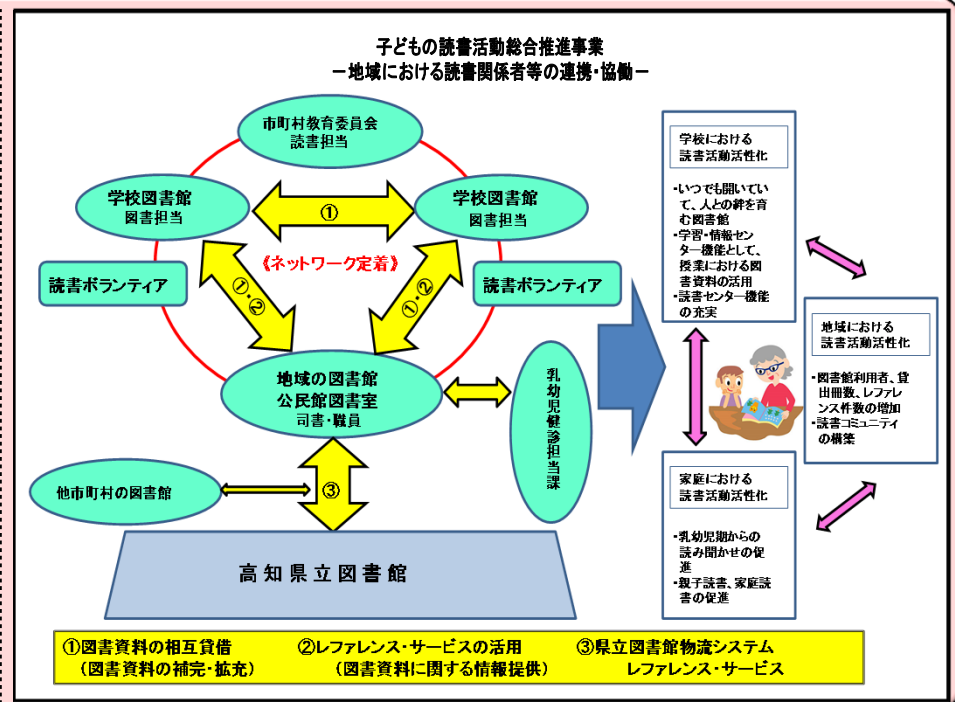 子どもの読書活動総合推進事業
－地域における読書関係者等の連携・協働－
市町村教育委員会
読書担当
学校図書館
図書担当
①
学校図書館
図書担当
《ネットワーク定着》
読書ボランティア
①・②
①・②
読書ボランティア
地域の図書館
公民館図書室
司書・職員
乳幼児健診担当課
他市町村の図書館
③
高知県立図書館
学校における
読書活動活性化
・いつでも開いてい
て、人との絆を育
む図書館
・学習・情報セン
ター機能として、
授業における図
書資料の活用
・読書センター機能
の充実
地域における
読書活動活性化
・図書館利用者、貸
出冊数、レファレ
ンス件数の増加
・読書コミュニティ
の構築
家庭における
読書活動活性化
・乳幼児期からの
読み聞かせの促
進
・親子読書、家庭読
書の促進
①図書資料の相互貸借 ②レファレンス・サービスの活用 ③県立図書館物流システム
（図書資料の補完・拡充） （図書資料に関する情報提供） レファレンス・サービス